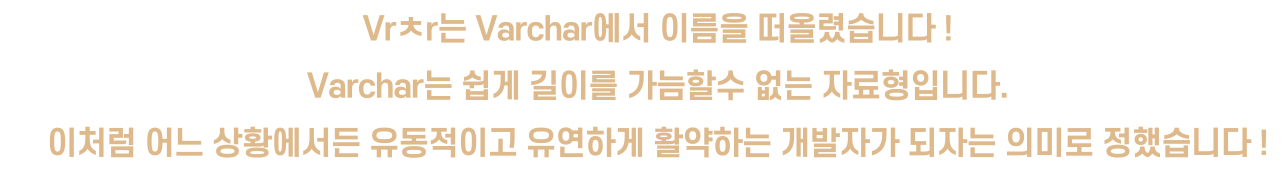 Vrㅊr는 Varchar에서 이름을 떠올렸습니다 !
Varchar는 쉽게 길이를 가늠할수 없는 자료형입니다.
이처럼 어느 상황에서든 유동적이고 유연하게 활약하는 개발자가 되자는 의미로 정했습니다 !